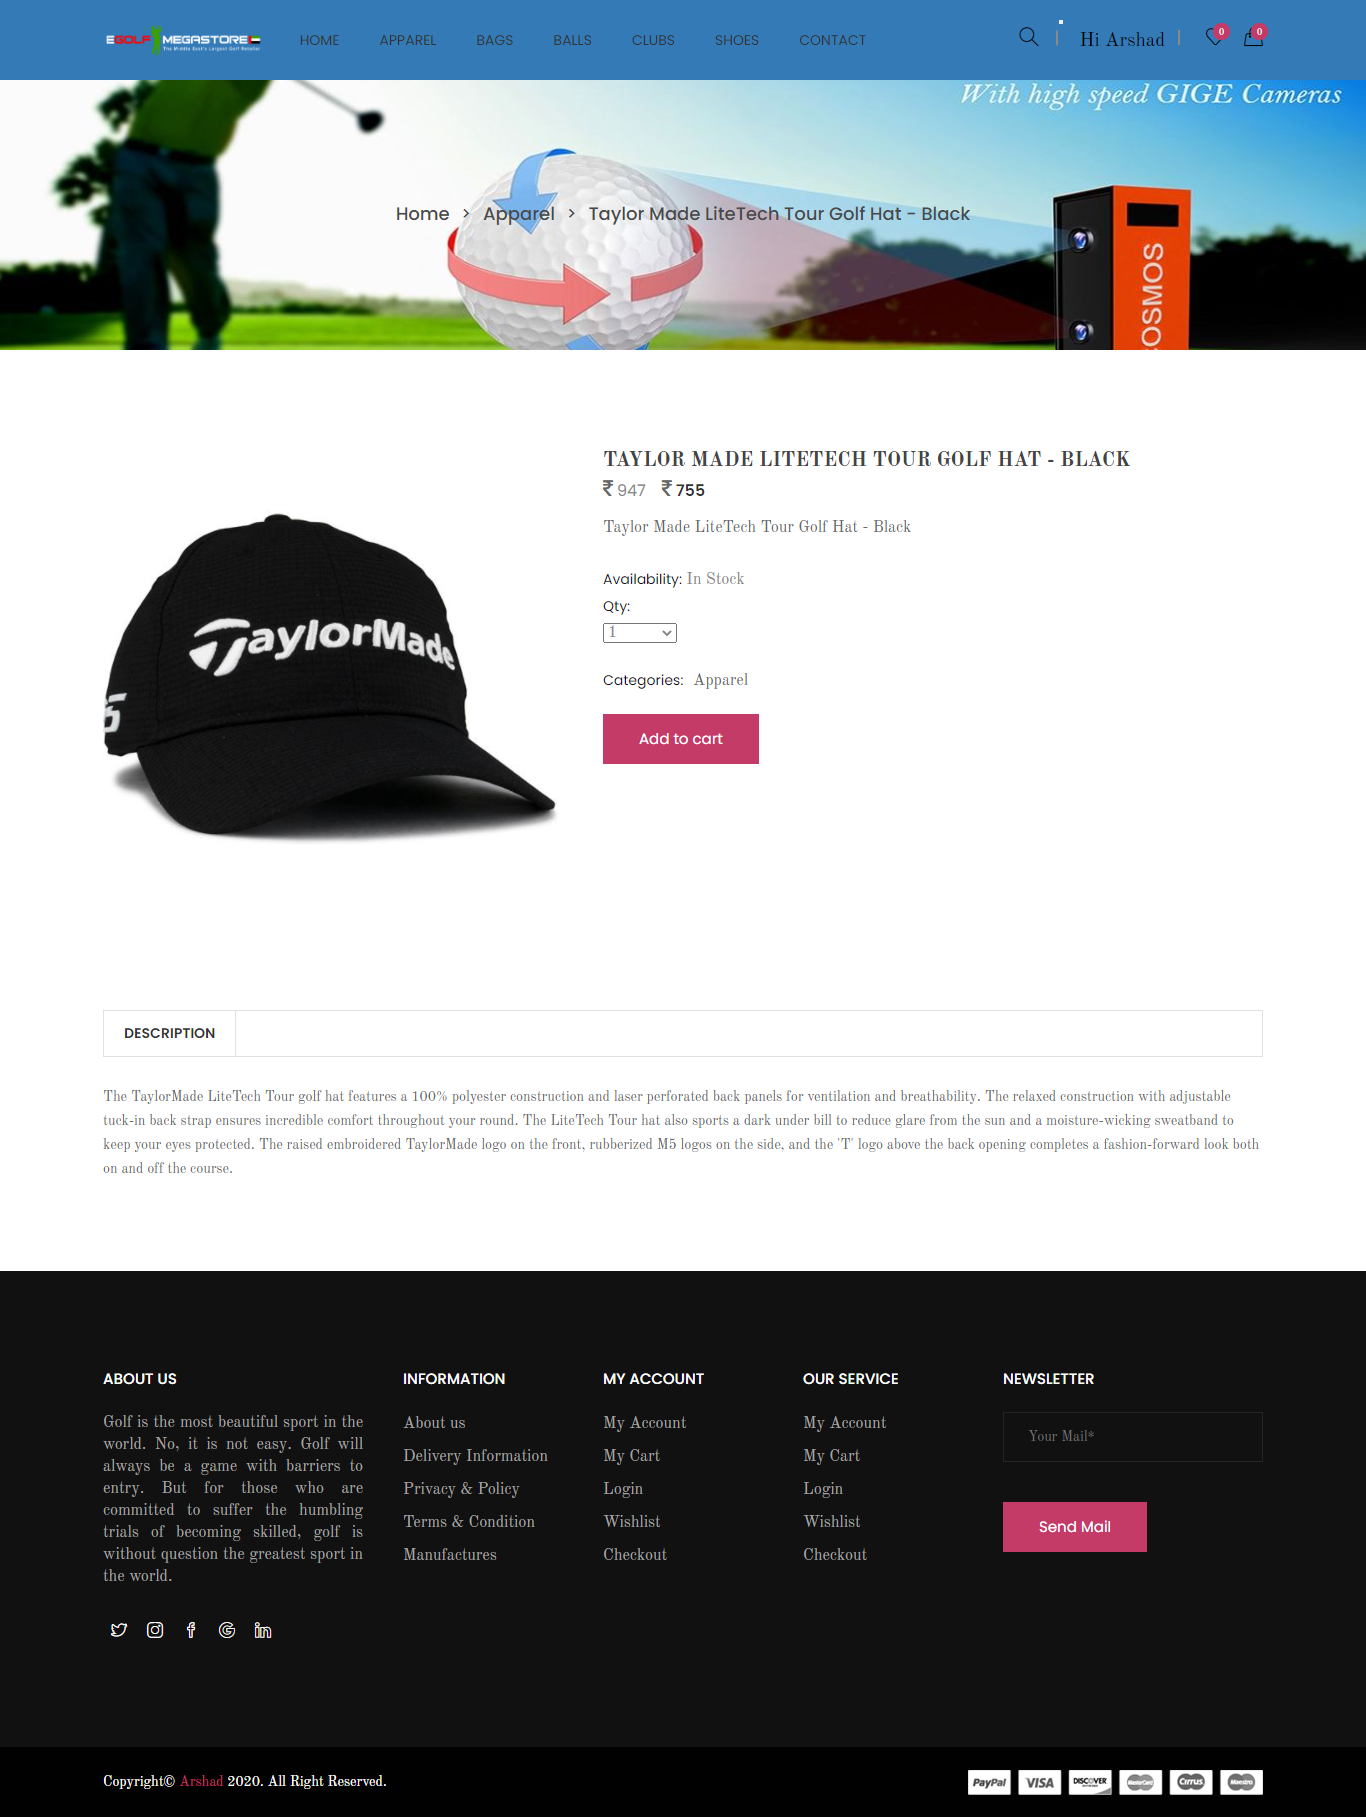 EGOLF MEGASTORE
The Middle East's Largest Golf Retailer
HOME APPAREL BAGS BALLS CLUBS SHOES CONTACT
Hi Arshad
0
0
With high speed GIGE Cameras
Home > Apparel > Taylor Made LiteTech Tour Golf Hat - Black
OSMOS
TAYLOR MADE LITETECH TOUR GOLF HAT - BLACK
₹ 947 ₹ 755
Taylor Made LiteTech Tour Golf Hat - Black
Availability: In Stock
Qty:
1
Categories: Apparel
Add to cart
TaylorMade
DESCRIPTION
The TaylorMade LiteTech Tour golf hat features a 100% polyester construction and laser perforated back panels for ventilation and breathability. The relaxed construction with adjustable
tuck-in back strap ensures incredible comfort throughout your round. The LiteTech Tour hat also sports a dark under bill to reduce glare from the sun and a moisture-wicking sweatband to
keep your eyes protected. The raised embroidered TaylorMade logo on the front, rubberized M5 logos on the side, and the 'T' logo above the back opening completes a fashion-forward look both
on and off the course.
ABOUT US
Golf is the most beautiful sport in the
world. No, it is not easy. Golf will
always be a game with barriers to
entry. But for those who are
committed to suffer the humbling
trials of becoming skilled, golf is
without question the greatest sport in
the world.
INFORMATION
About us
Delivery Information
Privacy & Policy
Terms & Condition
Manufactures
MY ACCOUNT
My Account
My Cart
Login
Wishlist
Checkout
OUR SERVICE
My Account
My Cart
Login
Wishlist
Checkout
NEWSLETTER
Your Mail*
Send Mail
Copyright© Arshad 2020. All Right Reserved.
PayPal VISA DISCOVER MasterCard Cirrus Maestro